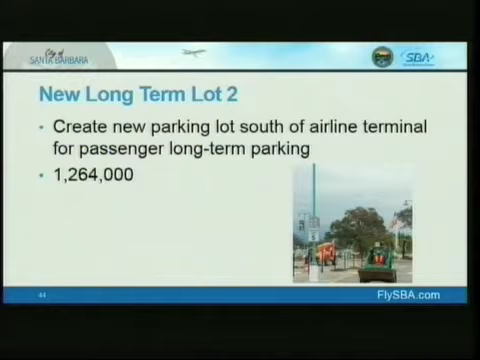 City of
SANTA BARBARA
SBA
New Long Term Lot 2
• Create new parking lot south of airline terminal
for passenger long-term parking
• 1,264,000
44
FlySBA.com